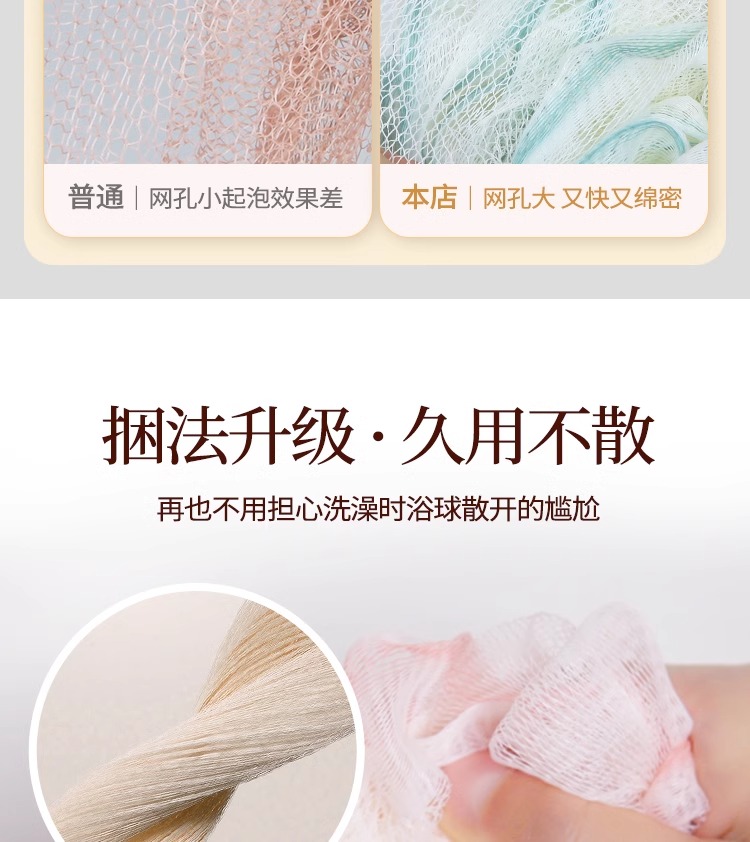 普通｜网孔小起泡效果差
本店｜网孔大 又快又绵密
捆法升级·久用不散
再也不用担心洗澡时浴球散开的尴尬